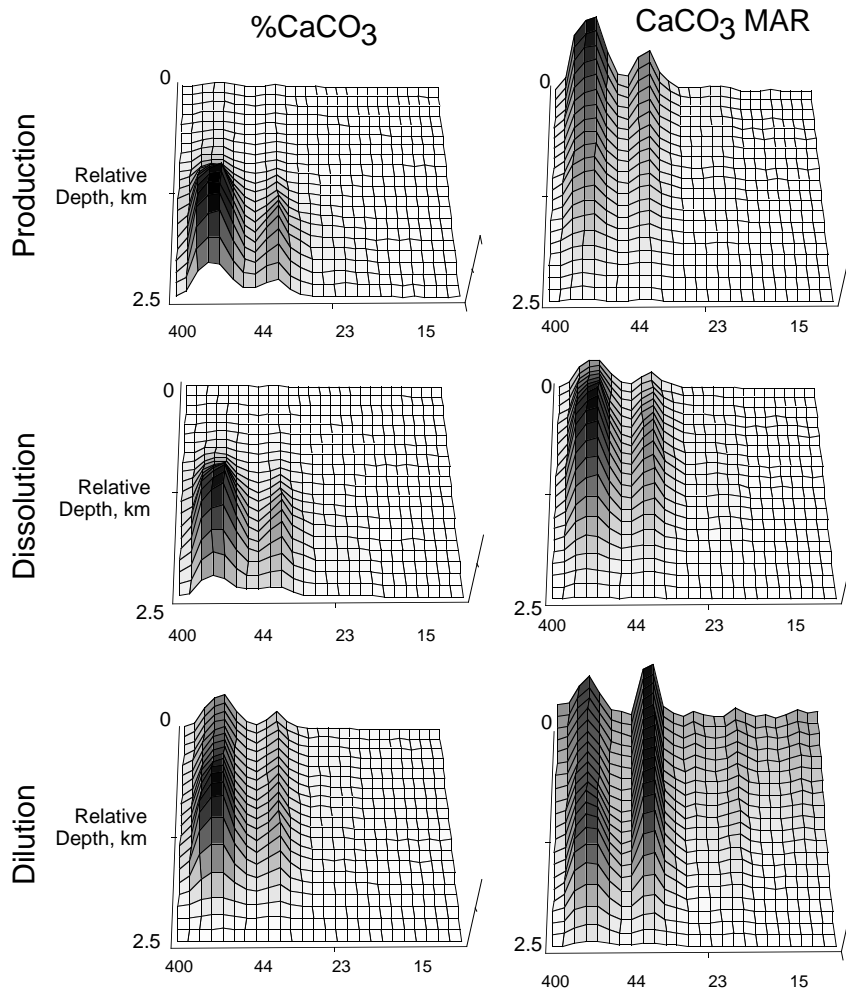 %CaCO3
CaCO3 MAR
Production
0
Relative
Depth, km
2.5
400 44 23 15
0
2.5
400 44 23 15
Dissolution
0
Relative
Depth, km
2.5
400 44 23 15
0
2.5
400 44 23 15
Dilution
0
Relative
Depth, km
2.5
400 44 23 15
0
2.5
400 44 23 15